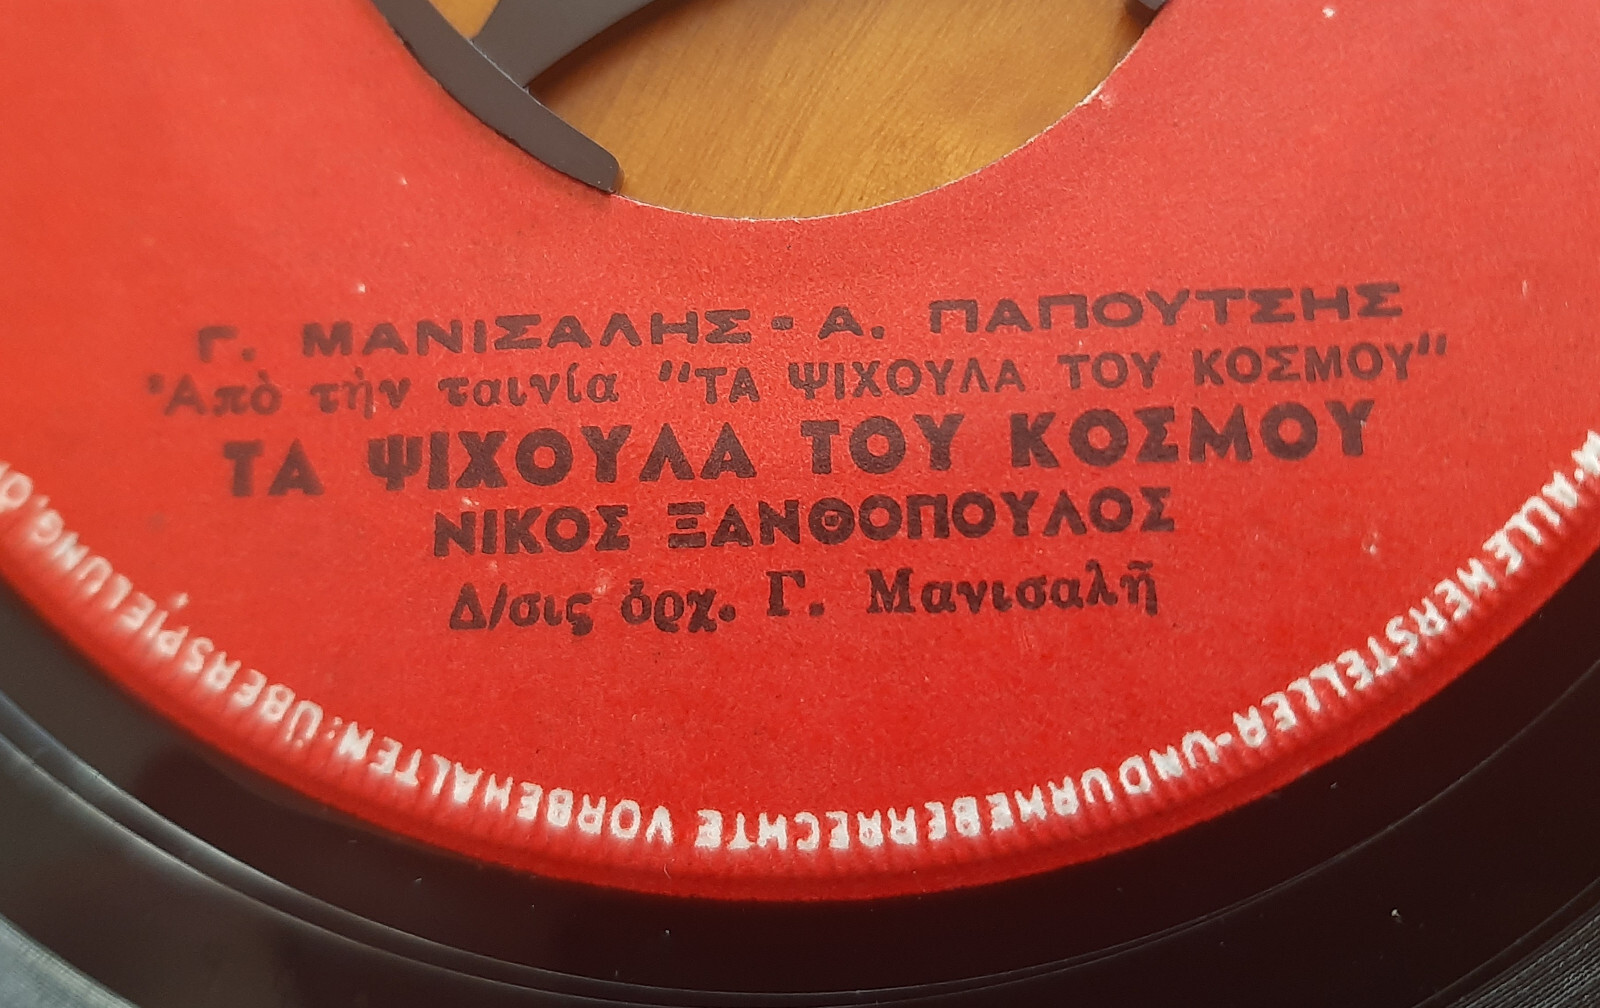 Γ. ΜΑΝΙΣΑΛΗΣ - Α. ΠΑΠΟΥΤΣΗΣ
Ἀπὸ τὴν ταινία "ΤΑ ΨΙΧΟΥΛΑ ΤΟΥ ΚΟΣΜΟΥ"
ΤΑ ΨΙΧΟΥΛΑ ΤΟΥ ΚΟΣΜΟΥ
ΝΙΚΟΣ ΞΑΝΘΟΠΟΥΛΟΣ
Δ/σις ὀρχ. Γ. Μανισαλῆ
ALLE HERSTELLER-UND URHEBERRECHTE VORBEHALTEN: ÜBERSPIELUNG,